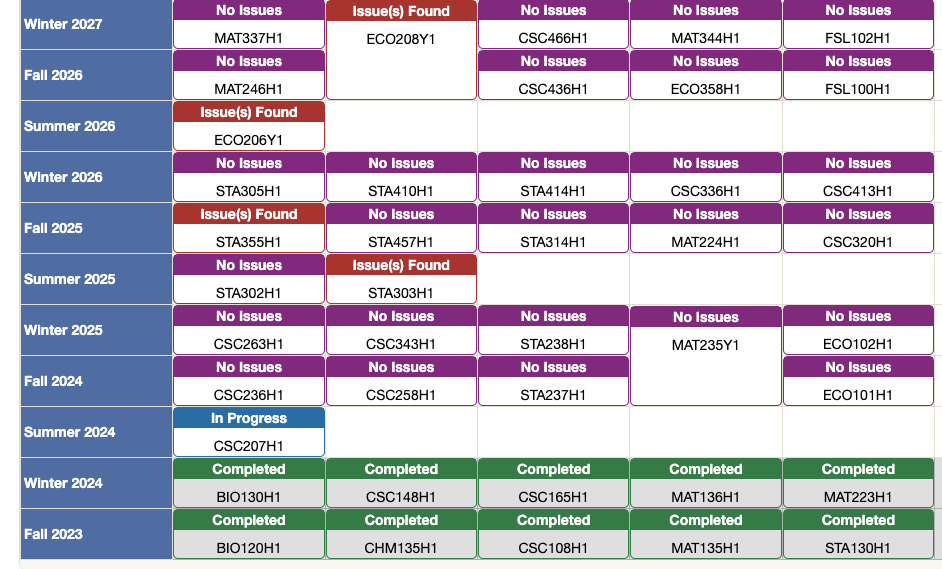 Winter 2027
No Issues Issue(s) Found No Issues No Issues No Issues
MAT337H1 ECO208Y1 CSC466H1 MAT344H1 FSL102H1
Fall 2026
No Issues No Issues No Issues No Issues
MAT246H1 CSC436H1 ECO358H1 FSL100H1
Summer 2026
Issue(s) Found
ECO206Y1
Winter 2026
No Issues No Issues No Issues No Issues No Issues
STA305H1 STA410H1 STA414H1 CSC336H1 CSC413H1
Fall 2025
Issue(s) Found No Issues No Issues No Issues No Issues
STA355H1 STA457H1 STA314H1 MAT224H1 CSC320H1
Summer 2025
No Issues Issue(s) Found
STA302H1 STA303H1
Winter 2025
No Issues No Issues No Issues No Issues No Issues
CSC263H1 CSC343H1 STA238H1 MAT235Y1 ECO102H1
Fall 2024
No Issues No Issues No Issues No Issues
CSC236H1 CSC258H1 STA237H1 ECO101H1
Summer 2024
In Progress
CSC207H1
Winter 2024
Completed Completed Completed Completed Completed
BIO130H1 CSC148H1 CSC165H1 MAT136H1 MAT223H1
Fall 2023
Completed Completed Completed Completed Completed
BIO120H1 CHM135H1 CSC108H1 MAT135H1 STA130H1